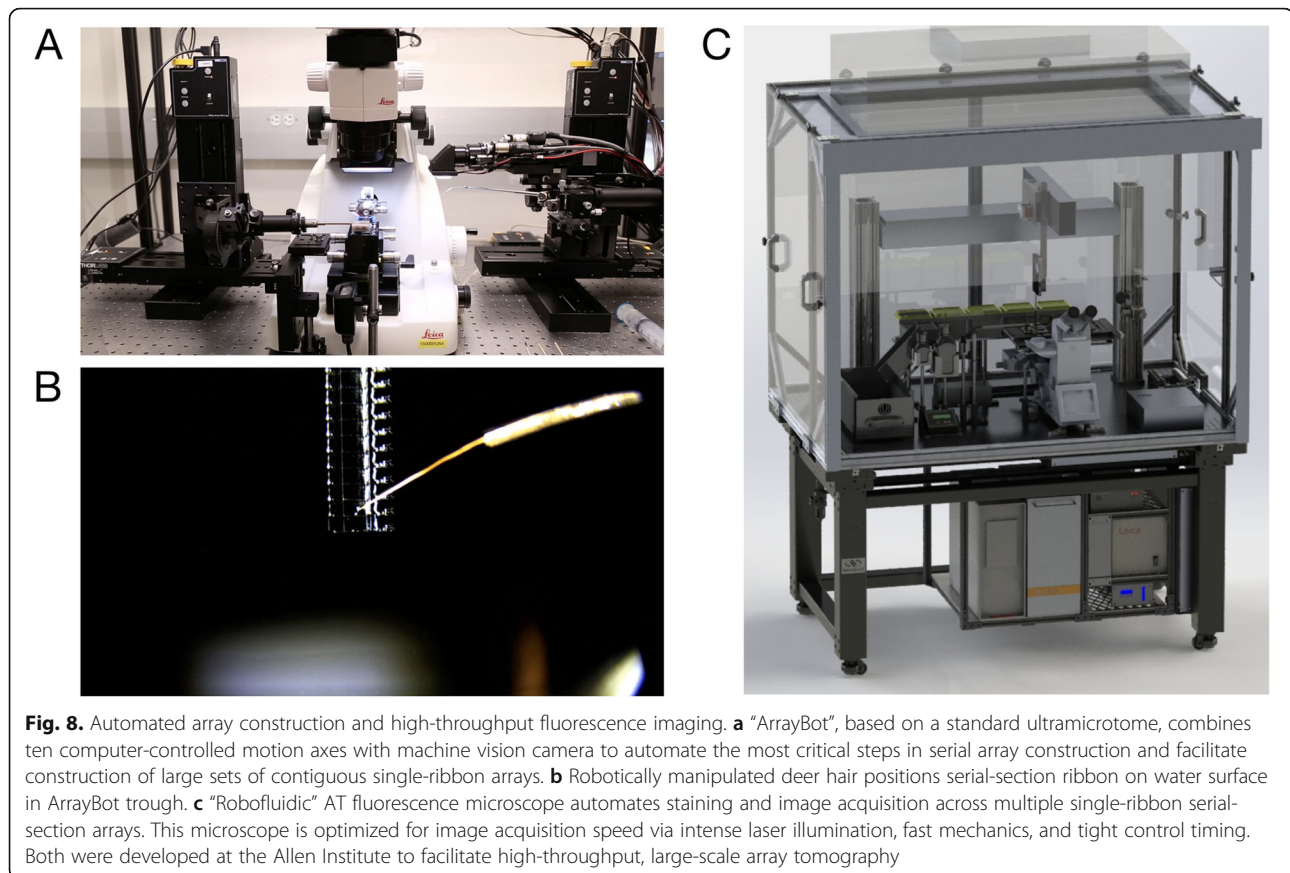 A
Leica
THORLABS
Leica
B
C
Leica
Fig. 8. Automated array construction and high-throughput fluorescence imaging. a “ArrayBot”, based on a standard ultramicrotome, combines
ten computer-controlled motion axes with machine vision camera to automate the most critical steps in serial array construction and facilitate
construction of large sets of contiguous single-ribbon arrays. b Robotically manipulated deer hair positions serial-section ribbon on water surface
in ArrayBot trough. c “Robofluidic” AT fluorescence microscope automates staining and image acquisition across multiple single-ribbon serial-
section arrays. This microscope is optimized for image acquisition speed via intense laser illumination, fast mechanics, and tight control timing.
Both were developed at the Allen Institute to facilitate high-throughput, large-scale array tomography